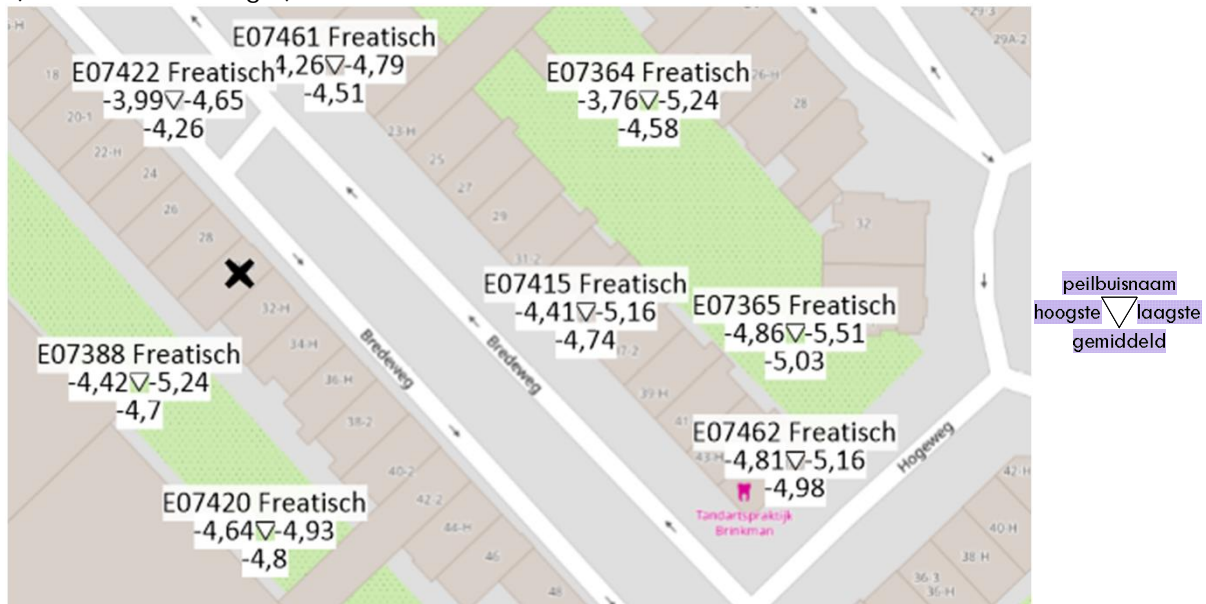 E07461 Freatisch
4,26▽-4,79
-4,51
E07422 Freatisch
-3,99▽-4,65
-4,26
E07364 Freatisch
-3,76▽-5,24
-4,58
E07415 Freatisch
-4,41▽-5,16
-4,74
E07365 Freatisch
-4,86▽-5,51
-5,03
E07388 Freatisch
-4,42▽-5,24
-4,7
E07462 Freatisch
-4,81▽-5,16
-4,98
E07420 Freatisch
-4,64▽-4,93
-4,8
peilbuisnaam
hoogste▽laagste
gemiddeld
Bredeweg
Bredeweg
Hogeweg
Tandartspraktijk
Brinkman
18
20-1
22-H
24
26
28
32-H
34-H
36-H
38-2
40-2
42-2
44-H
46
48
23-H
25
27
29
31-2
39-H
41
43-H
26-H
28
32
29A-2
42-H
40-H
38-H
36-3
36-H